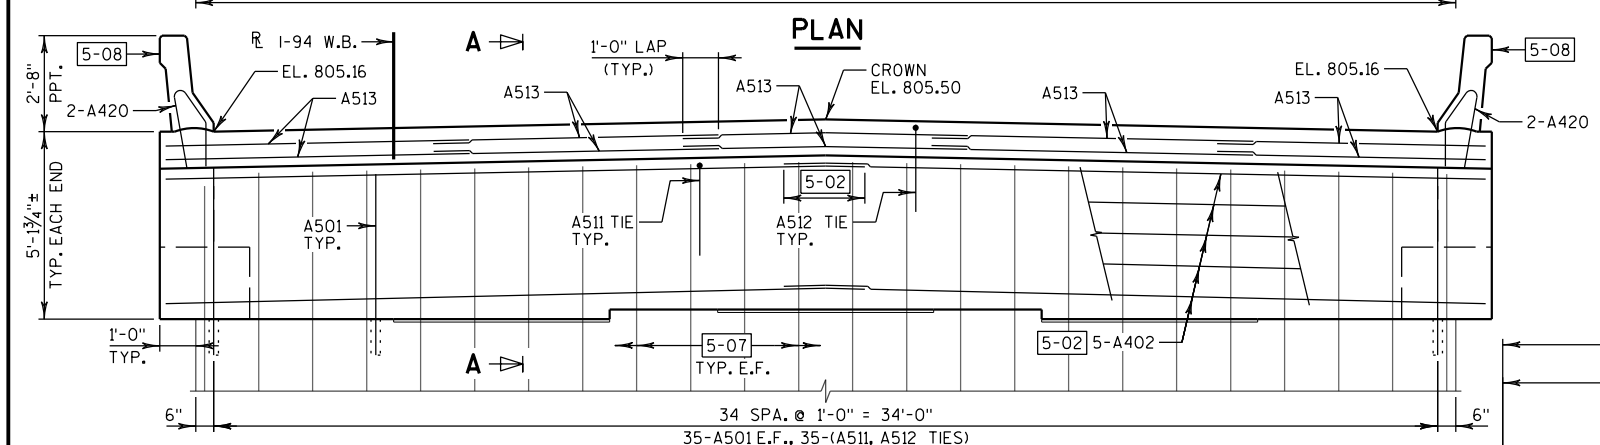 PLAN
5-08
℞ I-94 W.B.
A
1'-0" LAP
(TYP.)
CROWN
EL. 805.50
EL. 805.16
5-08
2'-8"
PPT.
EL. 805.16
2-A420
A513
A513
A513
A513
A513
2-A420
5'-1¾"±
TYP. EACH END
A501
TYP.
A511 TIE
TYP.
5-02
A512 TIE
TYP.
1'-0"
TYP.
A
5-07
TYP. E.F.
5-02 5-A402
6"
34 SPA. @ 1'-0" = 34'-0"
6"
35-A501 E.F., 35-(A511, A512 TIES)